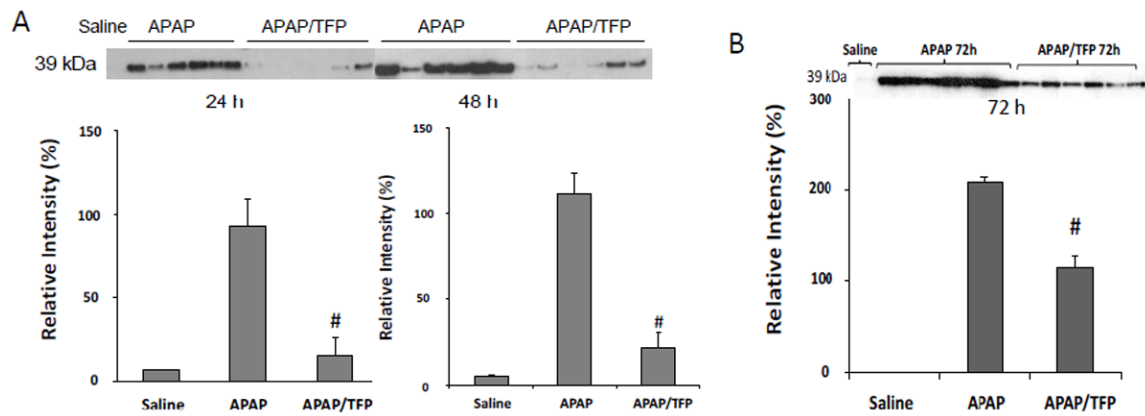 A
Saline APAP APAP/TFP APAP APAP/TFP
39 kDa
24 h 48 h
Relative Intensity (%)
150
100
50
0
Saline APAP APAP/TFP
#
Relative Intensity (%)
150
100
50
0
Saline APAP APAP/TFP
#
B
Saline APAP 72h APAP/TFP 72h
39 kDa
72 h
Relative Intensity (%)
300
200
100
0
Saline APAP APAP/TFP
#